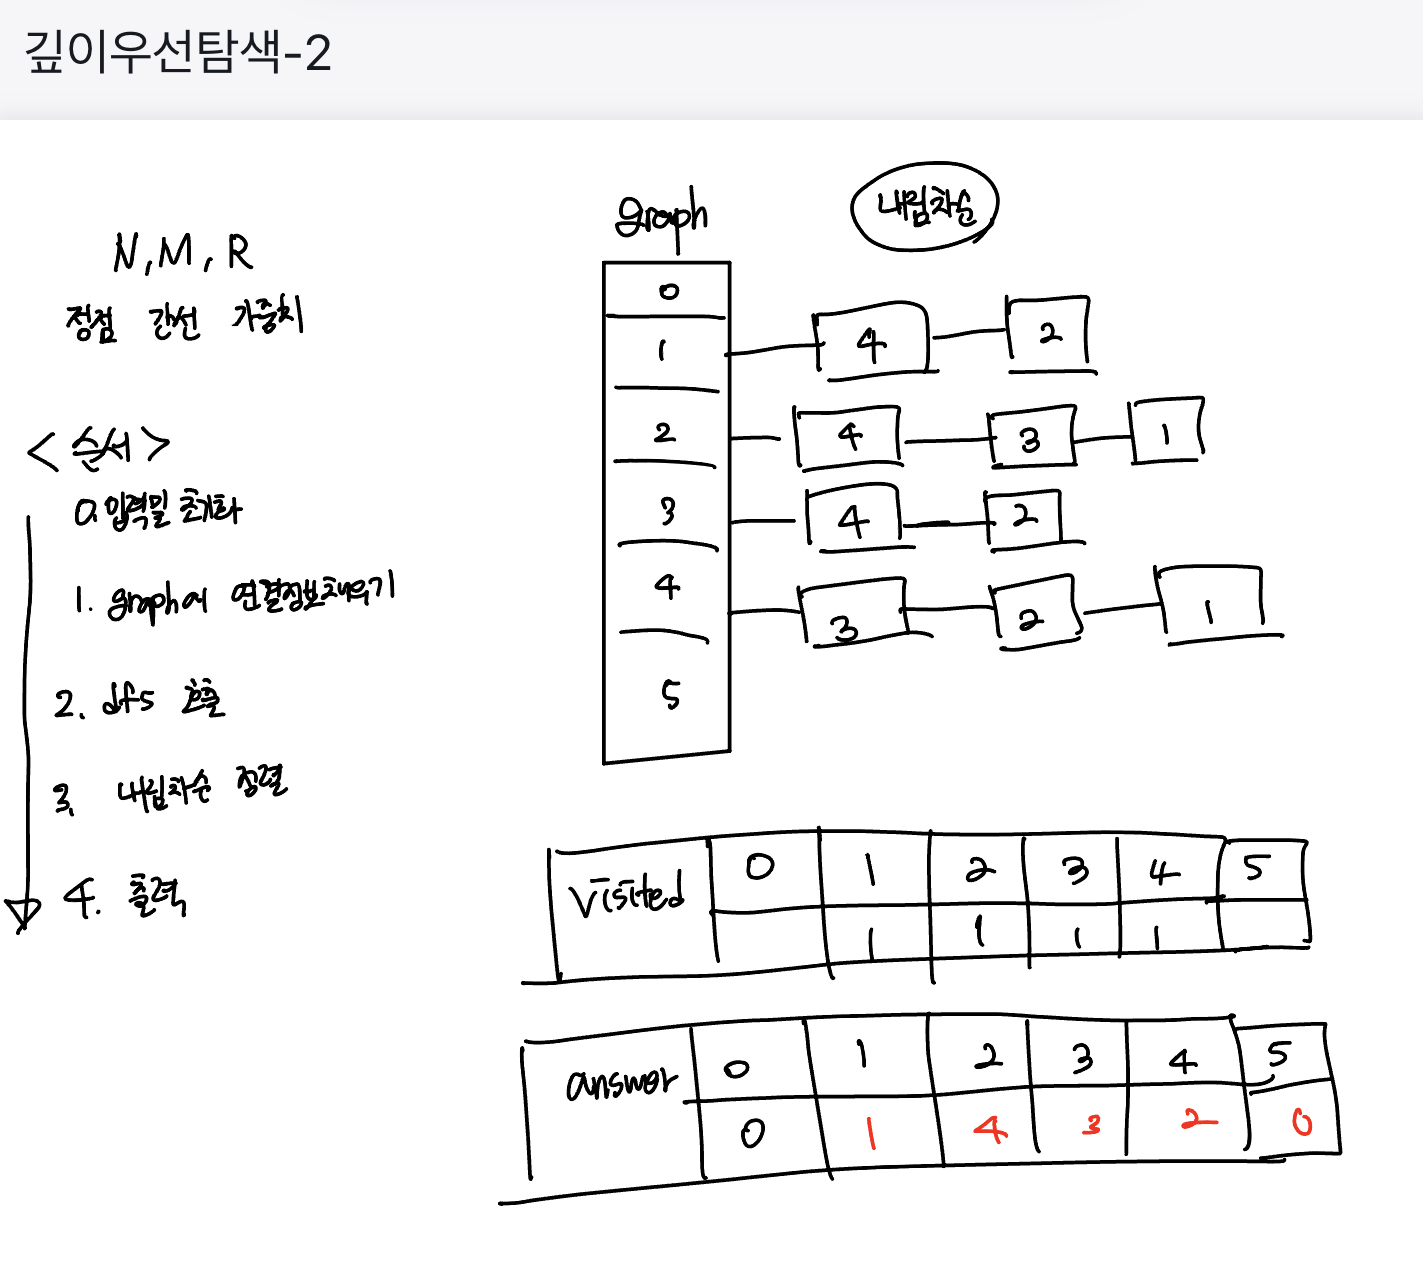 깊이우선탐색-2
N, M, R
정점 간선 가중치
<순서>
0. 입력및 초기화
1. graph에 연결정보채우기
2. dfs 호출
3. 내림차순 정렬
4. 출력
graph
내림차순
0
1 4 2
2 4 3 1
3 4 2
4 3 2 1
5
visited 0 1 2 3 4 5
1 1 1 1
answer 0 1 2 3 4 5
0 1 4 3 2 0